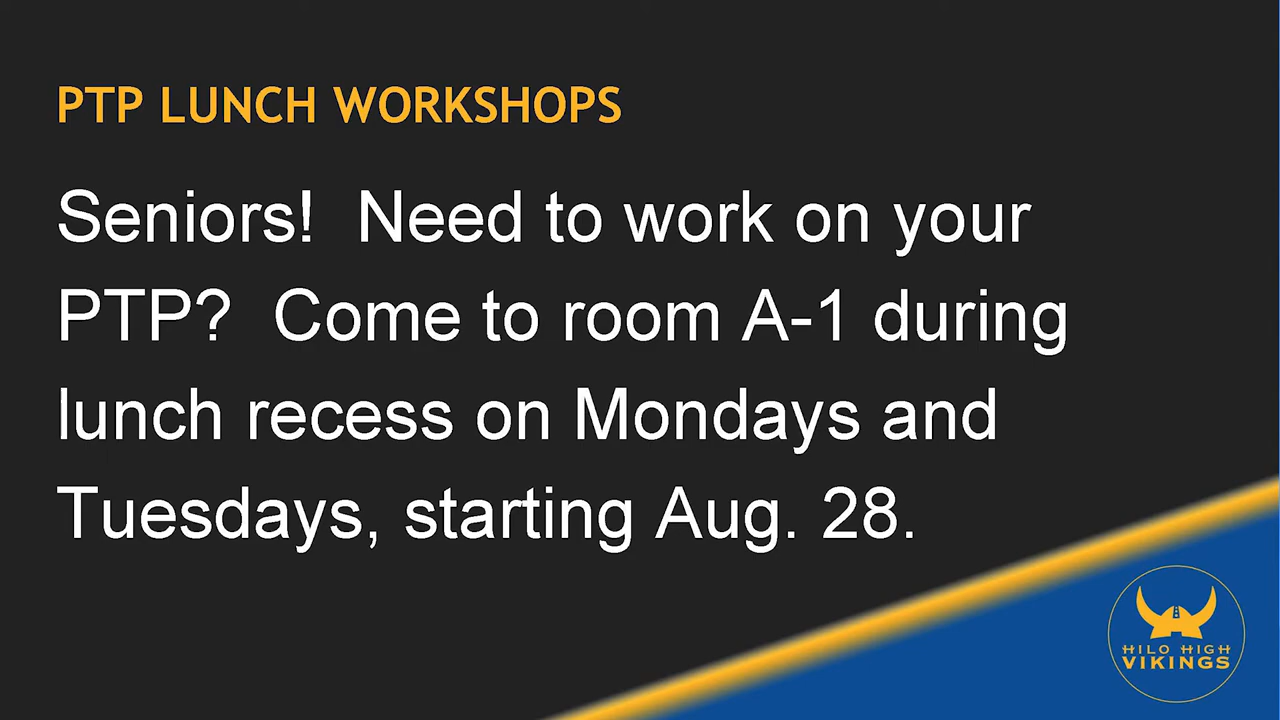 PTP LUNCH WORKSHOPS
Seniors!  Need to work on your
PTP?  Come to room A-1 during
lunch recess on Mondays and
Tuesdays, starting Aug. 28.
HILO HIGH
VIKINGS